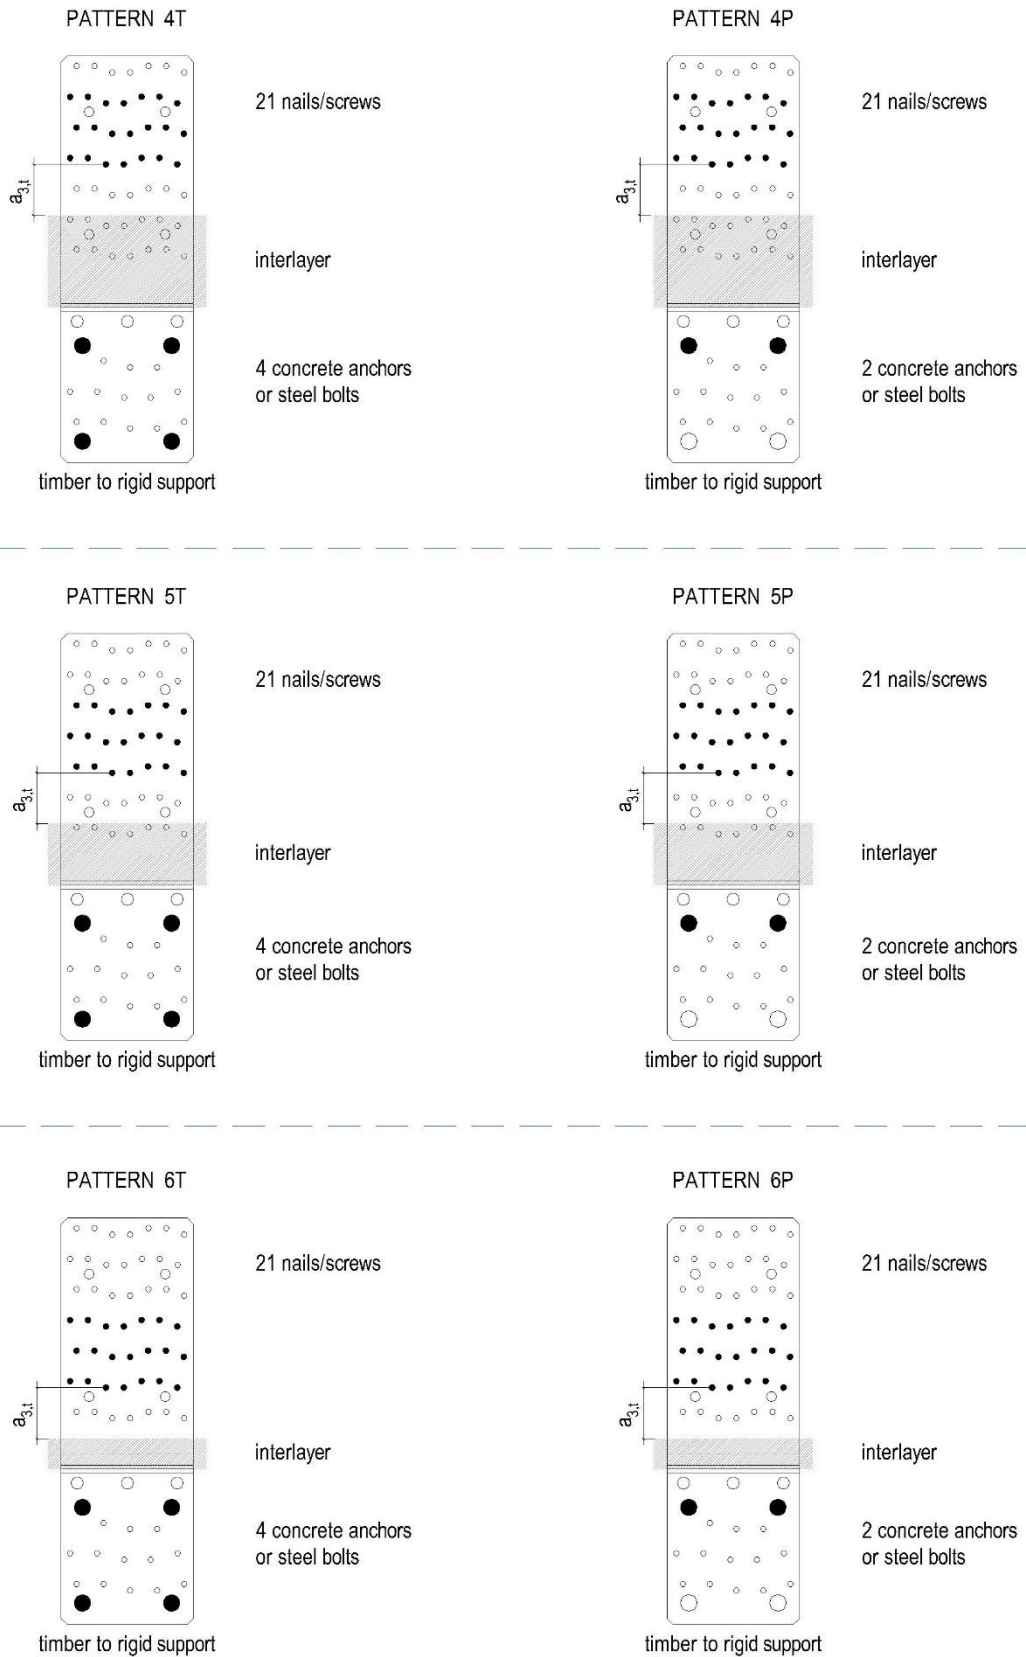 PATTERN 4T
21 nails/screws
a3,t
interlayer
4 concrete anchors
or steel bolts
timber to rigid support
PATTERN 4P
21 nails/screws
a3,t
interlayer
2 concrete anchors
or steel bolts
timber to rigid support
PATTERN 5T
21 nails/screws
a3,t
interlayer
4 concrete anchors
or steel bolts
timber to rigid support
PATTERN 5P
21 nails/screws
a3,t
interlayer
2 concrete anchors
or steel bolts
timber to rigid support
PATTERN 6T
21 nails/screws
a3,t
interlayer
4 concrete anchors
or steel bolts
timber to rigid support
PATTERN 6P
21 nails/screws
a3,t
interlayer
2 concrete anchors
or steel bolts
timber to rigid support